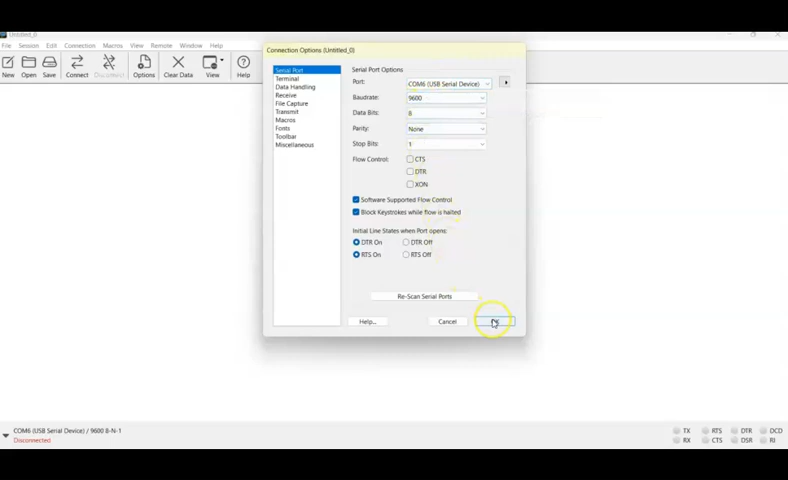 Untitled_0
File Session Edit Connection Macros View Remote Window Help
New Open Save Connect Disconnect Options Clear Data View Help
Connection Options (Untitled_0)
Serial Port
Terminal
Data Handling
Receive
File Capture
Transmit
Macros
Fonts
Toolbar
Miscellaneous
Serial Port Options
Port: COM6 (USB Serial Device)
Baudrate: 9600
Data Bits: 8
Parity: None
Stop Bits: 1
Flow Control: CTS
DTR
XON
Software Supported Flow Control
Block Keystrokes while flow is halted
Initial Line States when Port opens:
DTR On DTR Off
RTS On RTS Off
Re-Scan Serial Ports
Help... Cancel
COM6 (USB Serial Device) / 9600 8-N-1
Disconnected
TX RTS DTR DCD
RX CTS DSR RI